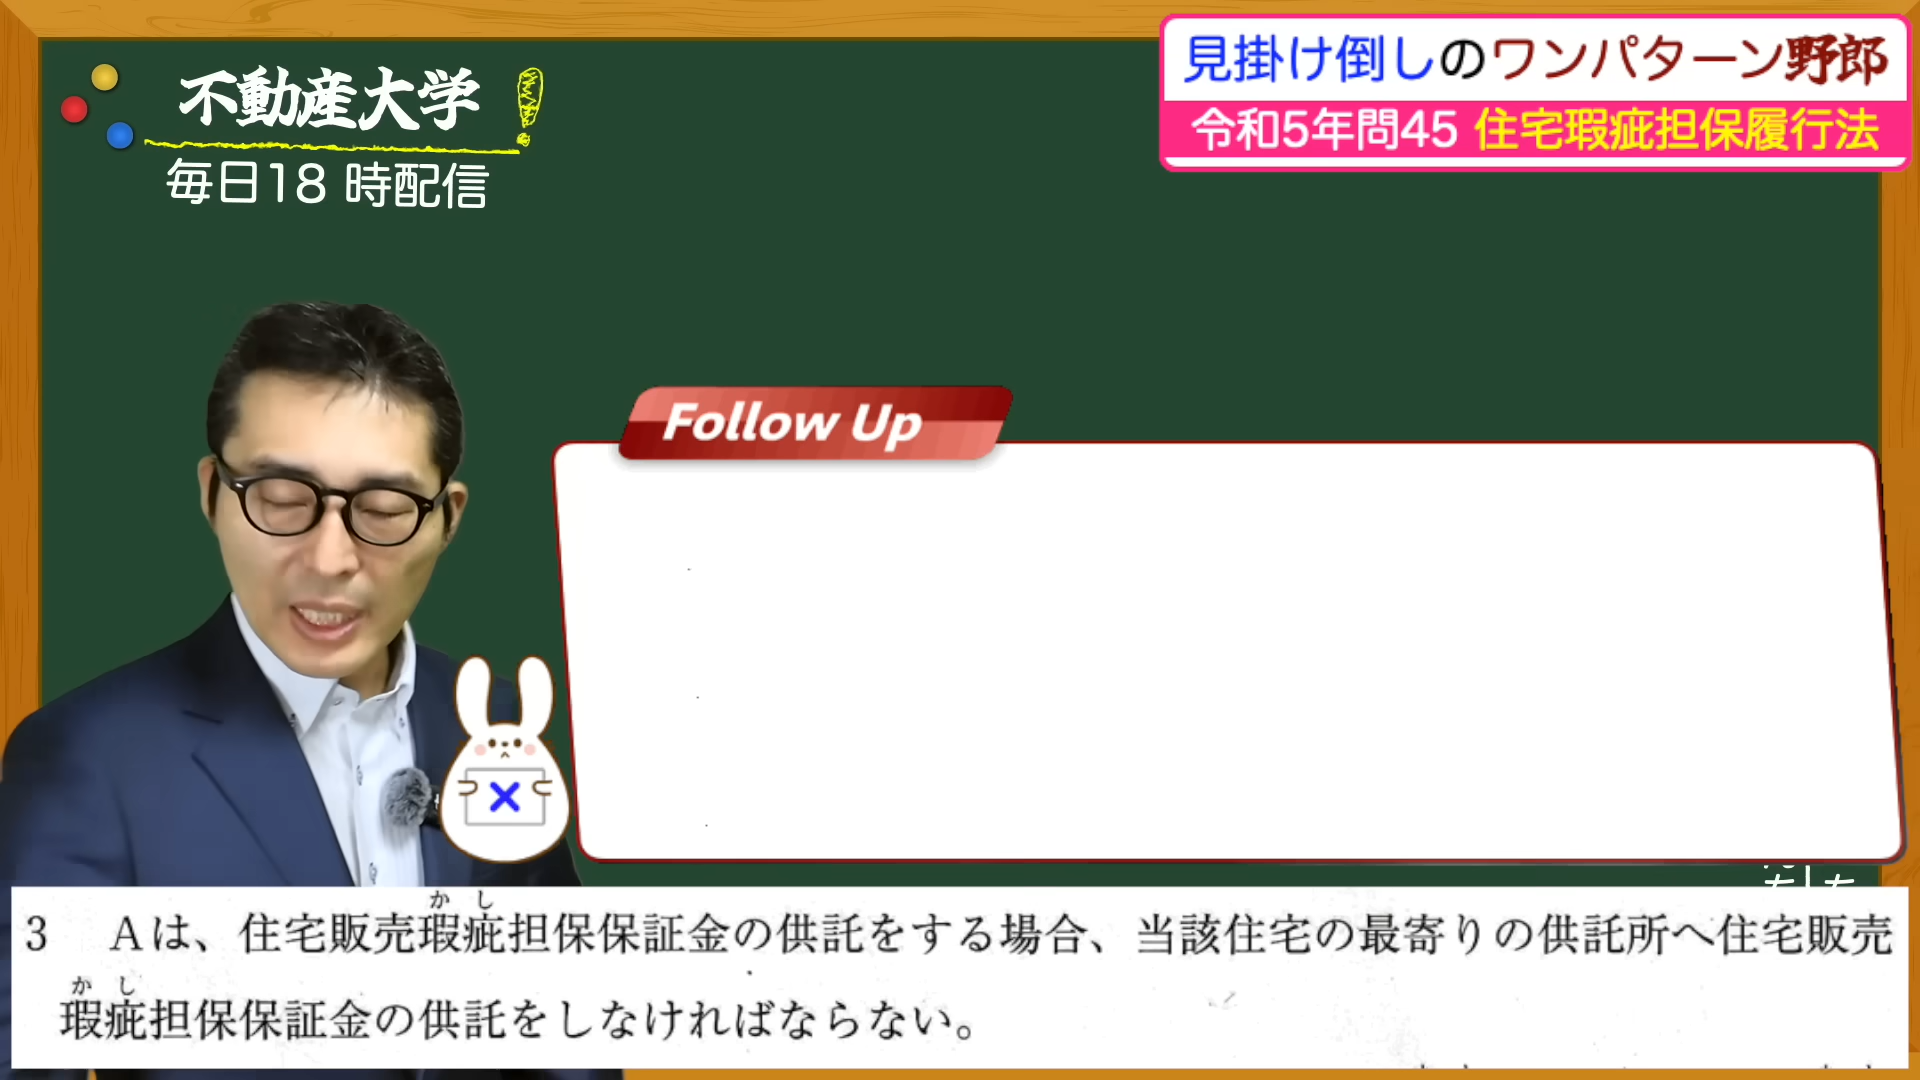 不動産大学
毎日18時配信
見掛け倒しのワンパターン野郎
令和5年問45 住宅瑕疵担保履行法
Follow Up
×
かし
3 Aは、住宅販売瑕疵担保保証金の供託をする場合、当該住宅の最寄りの供託所へ住宅販売
かし
瑕疵担保保証金の供託をしなければならない。